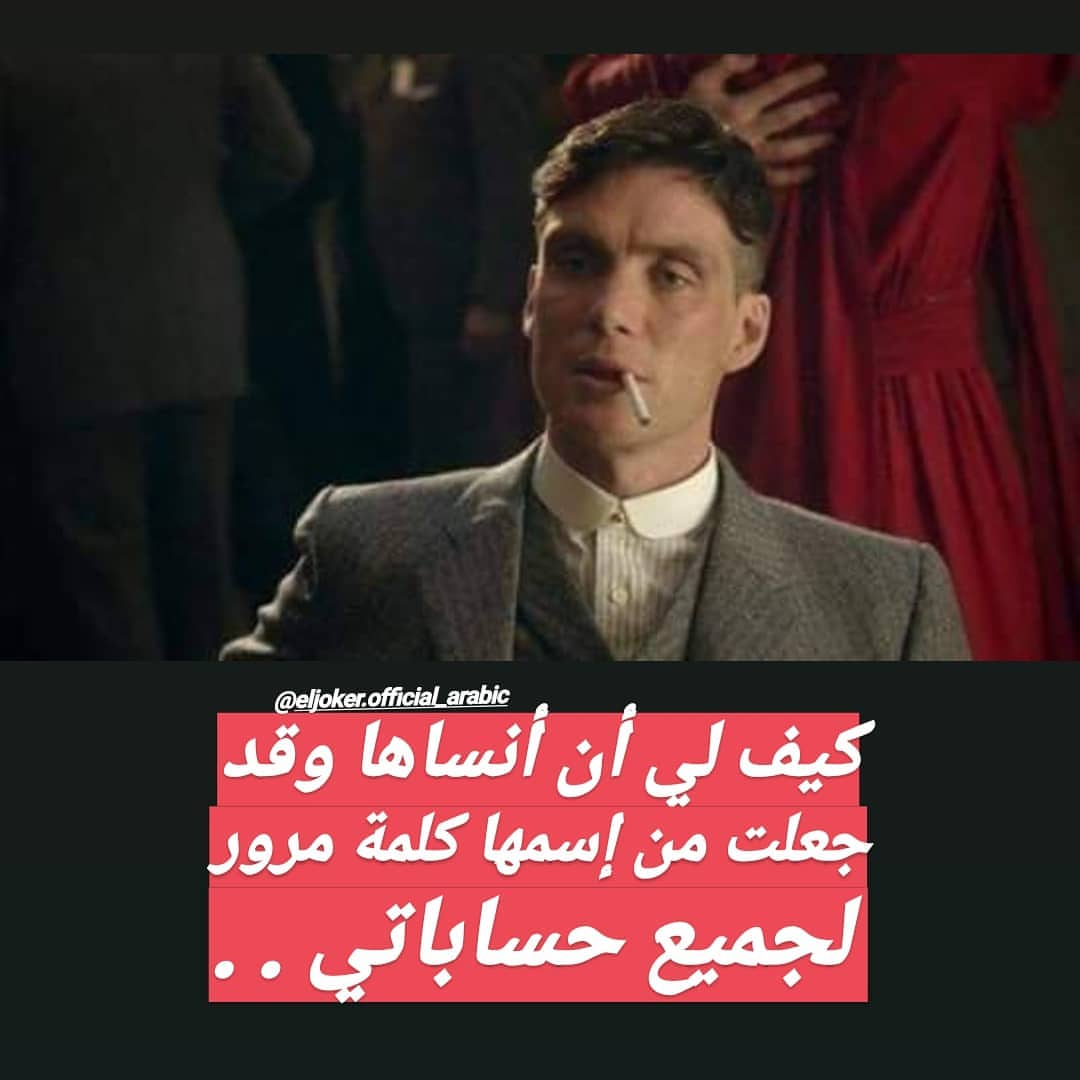 @eljoker.official_arabic
كيف لي أن أنساها وقد
جعلت من إسمها كلمة مرور
لجميع حساباتي . .